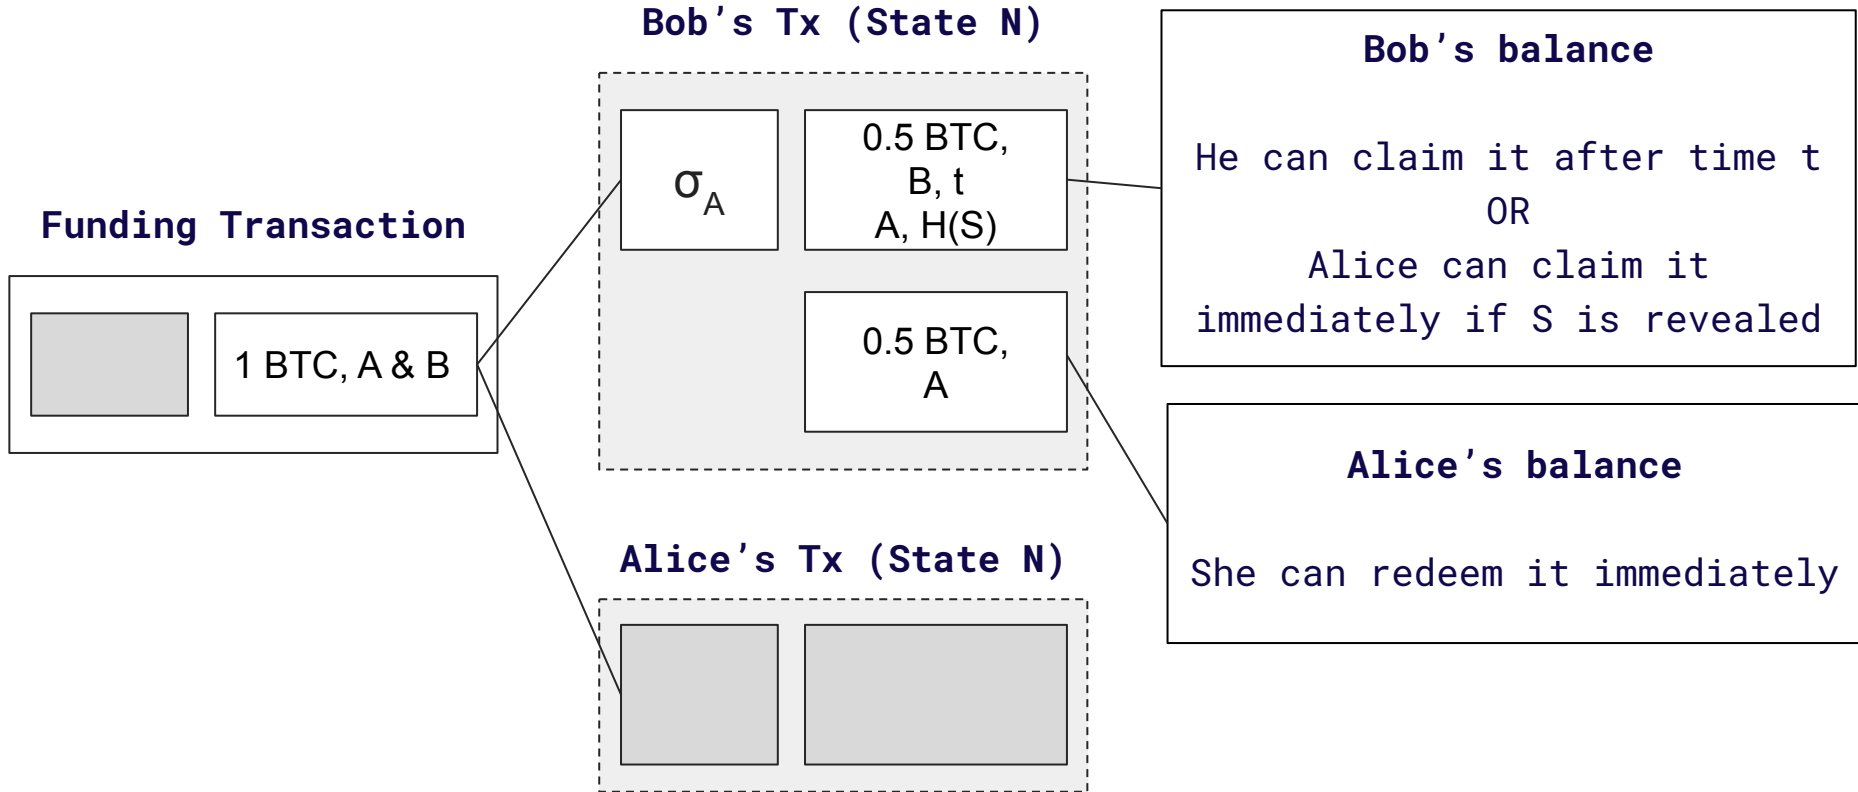 Bob’s Tx (State N)
σA
0.5 BTC,
B, t
A, H(S)
0.5 BTC,
A
Funding Transaction
1 BTC, A & B
Alice’s Tx (State N)
Bob’s balance
He can claim it after time t
OR
Alice can claim it
immediately if S is revealed
Alice’s balance
She can redeem it immediately